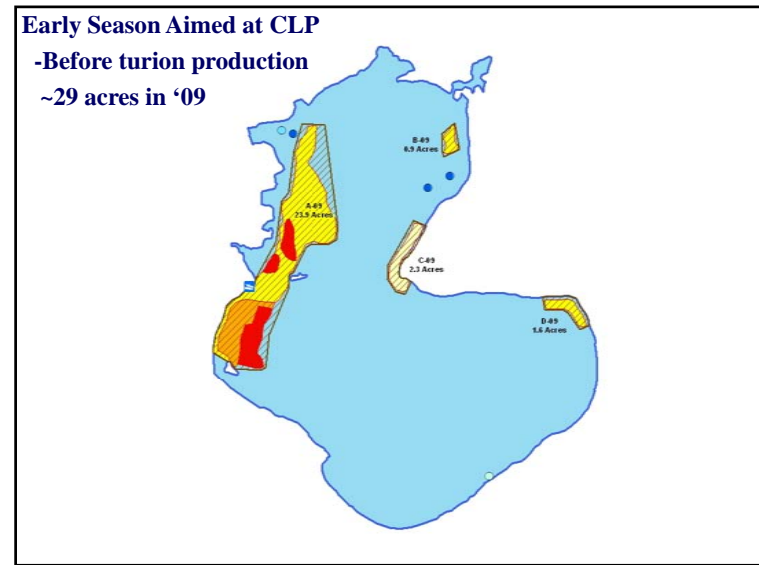 Early Season Aimed at CLP
-Before turion production
~29 acres in ‘09
B-09
0.9 Acres
A-09
23.9 Acres
C-09
2.3 Acres
D-09
1.6 Acres